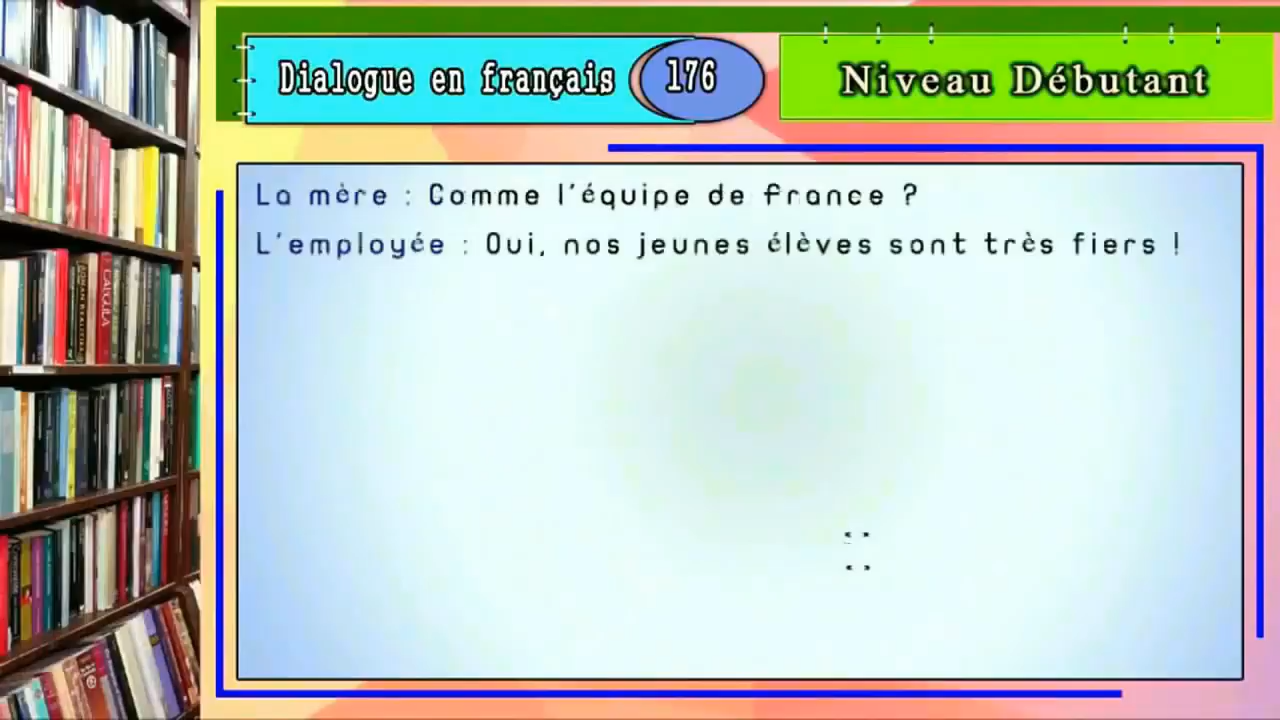 Dialogue en français 176
Niveau Débutant
La mère : Comme l'équipe de france ?
L'employée : Oui, nos jeunes élèves sont très fiers !